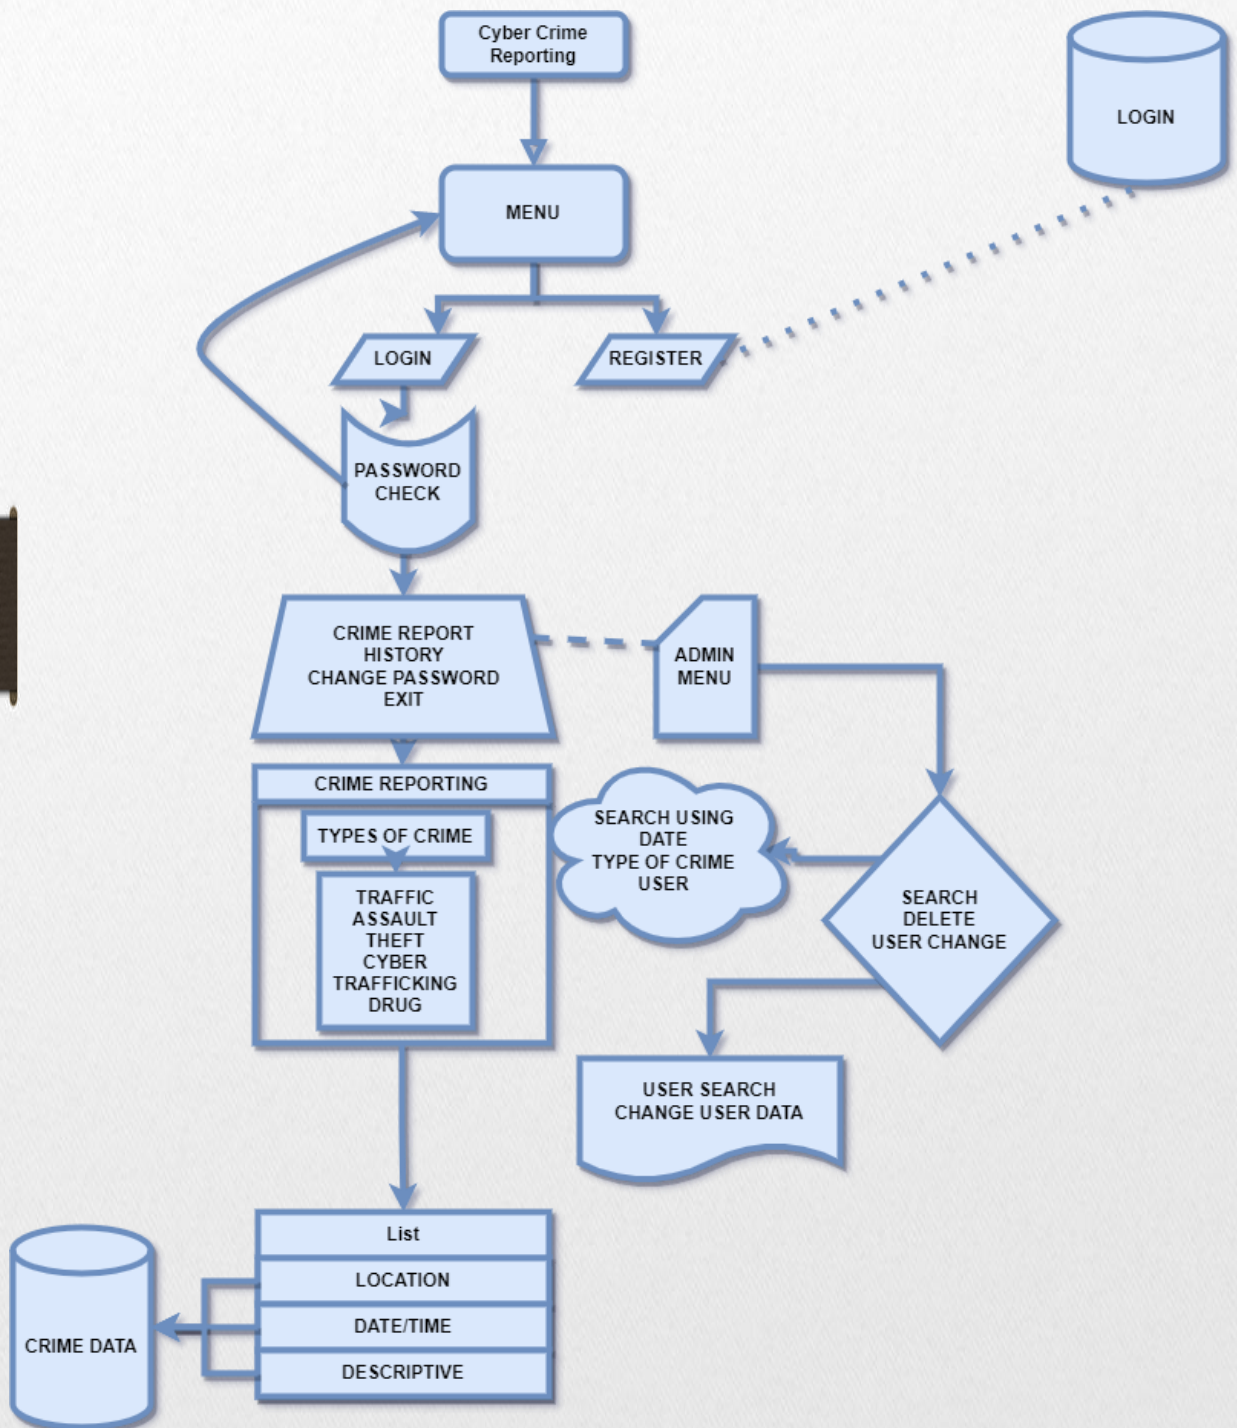 Cyber Crime
Reporting
LOGIN
MENU
LOGIN
REGISTER
PASSWORD
CHECK
CRIME REPORT
HISTORY
CHANGE PASSWORD
EXIT
ADMIN
MENU
CRIME REPORTING
TYPES OF CRIME
TRAFFIC
ASSAULT
THEFT
CYBER
TRAFFICKING
DRUG
SEARCH USING
DATE
TYPE OF CRIME
USER
SEARCH
DELETE
USER CHANGE
USER SEARCH
CHANGE USER DATA
List
LOCATION
DATE/TIME
DESCRIPTIVE
CRIME DATA